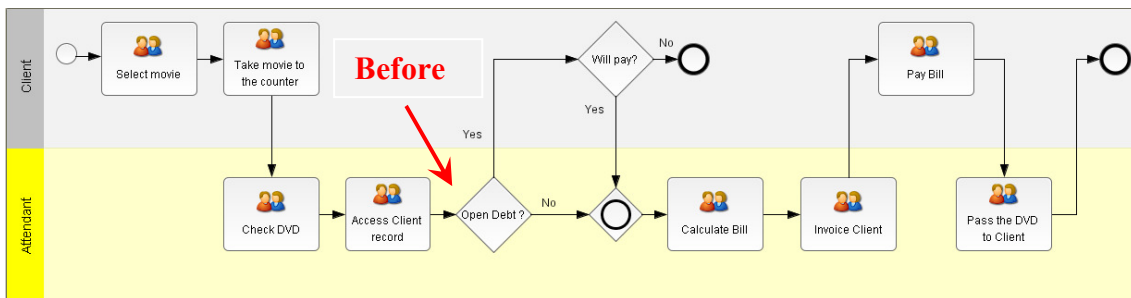 Client
Select movie
Take movie to
the counter
Before
Will pay?
No
Yes
Yes
Pay Bill
Attendant
Check DVD
Access Client
record
Open Debt ?
No
Calculate Bill
Invoice Client
Pass the DVD
to Client